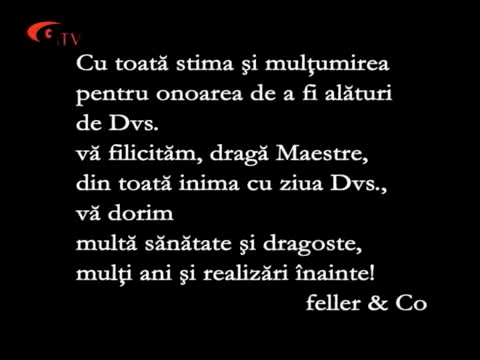 TV
Cu toată stima şi mulţumirea
pentru onoarea de a fi alături
de Dvs.
vă filicităm, dragă Maestre,
din toată inima cu ziua Dvs.,
vă dorim
multă sănătate şi dragoste,
mulţi ani şi realizări înainte!
feller & Co